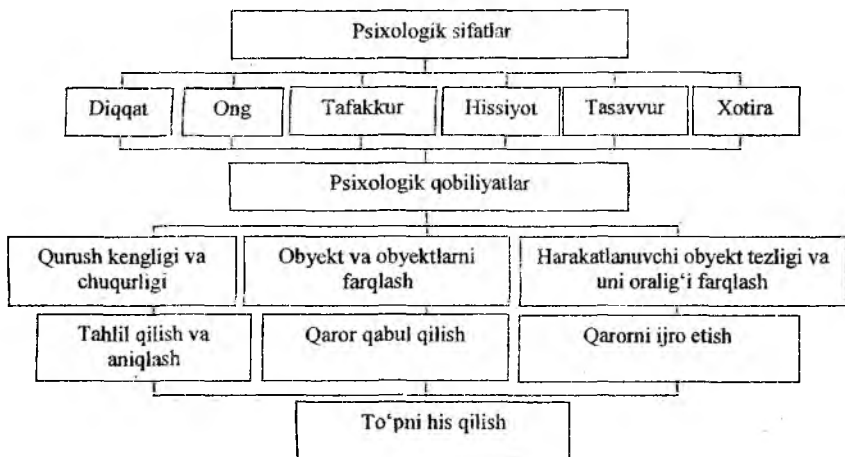 Psixologik sifatlar
Diqqat
Ong
Tafakkur
Hissiyot
Tasavvur
Xotira
Psixologik qobiliyatlar
Qurush kengligi va
chuqurligi
Obyekt va obyektlarni
farqlash
Harakatlanuvchi obyekt tezligi va
uni oralig‘i farqlash
Tahlil qilish va
aniqlash
Qaror qabul qilish
Qarorni ijro etish
To‘pni his qilish